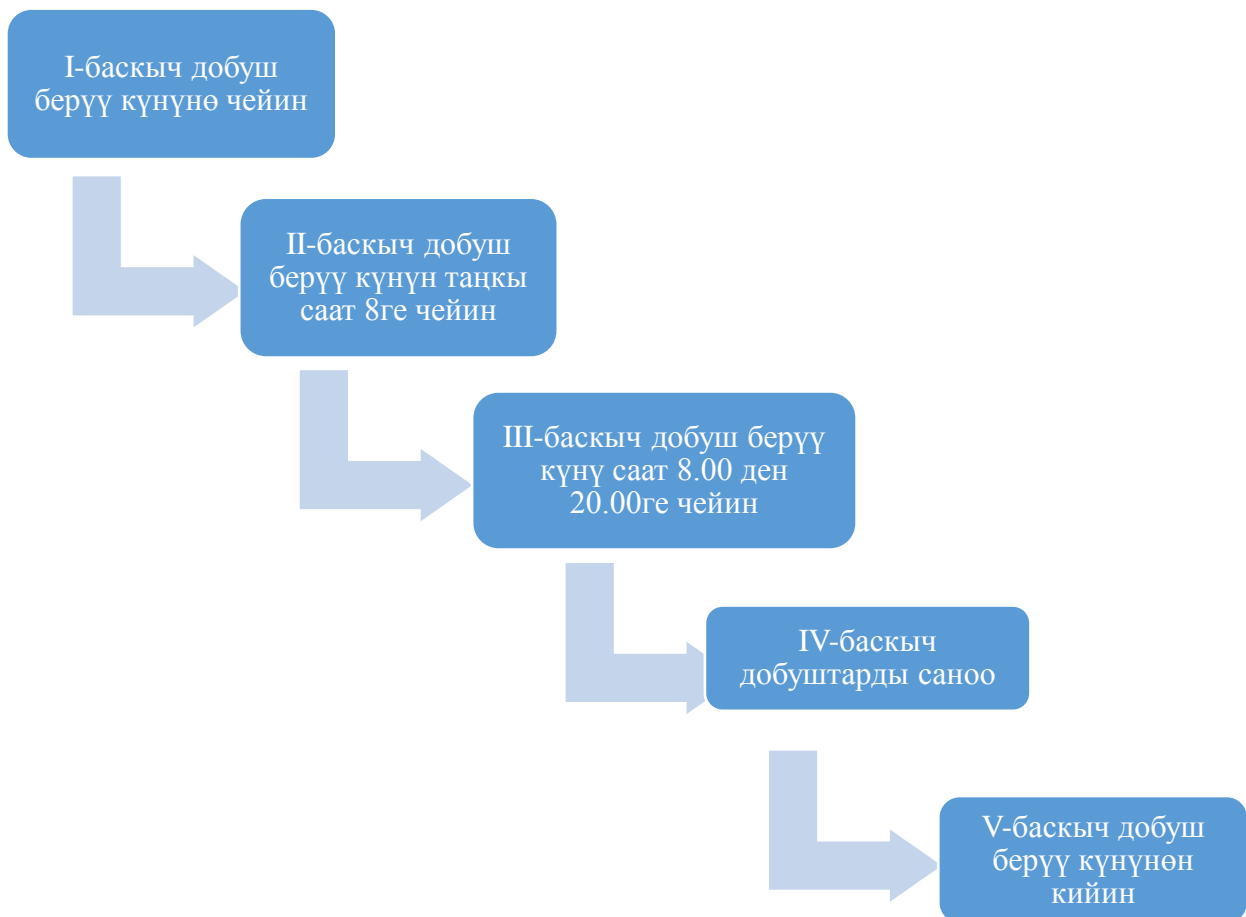 I-баскыч добуш
берүү күнүнө чейин
II-баскыч добуш
берүү күнүн таңкы
саат 8ге чейин
III-баскыч добуш берүү
күнү саат 8.00 ден
20.00ге чейин
IV-баскыч
добуштарды саноо
V-баскыч добуш
берүү күнүнөн
кийин